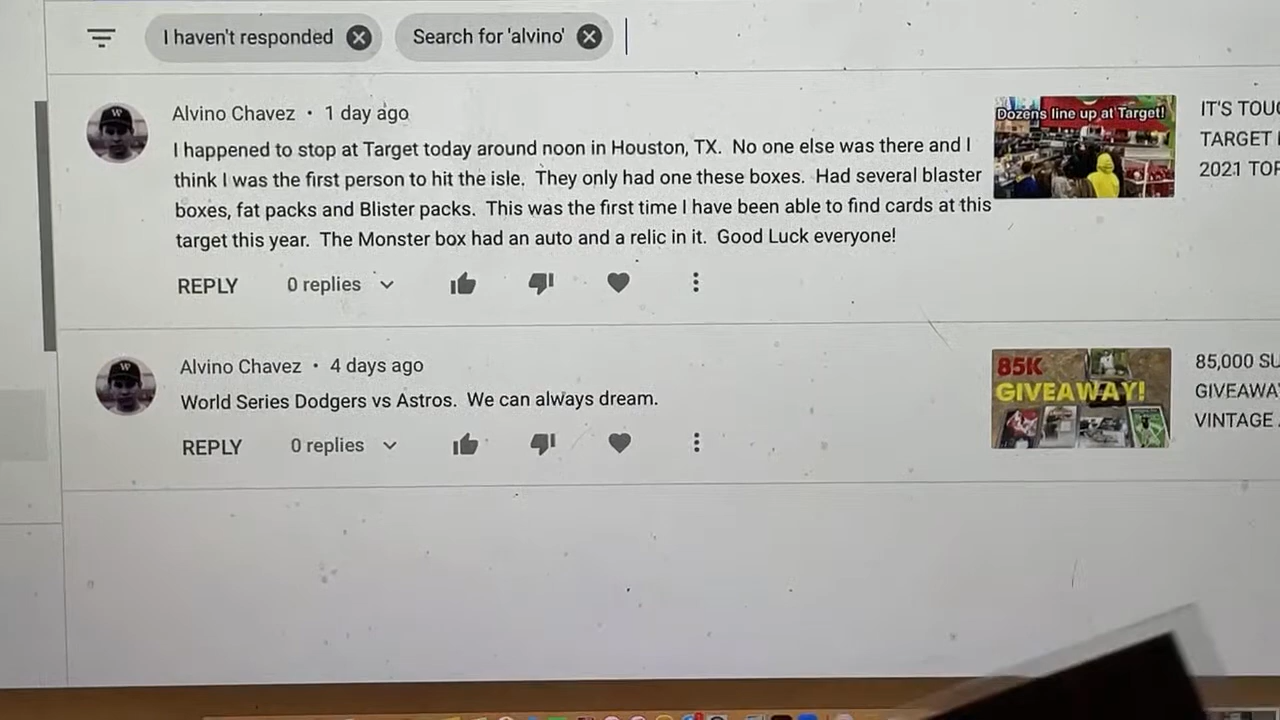 I haven't responded
Search for 'alvino'
Alvino Chavez • 1 day ago
I happened to stop at Target today around noon in Houston, TX. No one else was there and I
think I was the first person to hit the isle. They only had one these boxes. Had several blaster
boxes, fat packs and Blister packs. This was the first time I have been able to find cards at this
target this year. The Monster box had an auto and a relic in it. Good Luck everyone!
REPLY 0 replies
Dozens line up at Target!
IT'S TOU
TARGET
2021 TOP
W
Alvino Chavez • 4 days ago
World Series Dodgers vs Astros. We can always dream.
REPLY 0 replies
85K
GIVEAWAY!
85,000 SU
GIVEAWA
VINTAGE
W